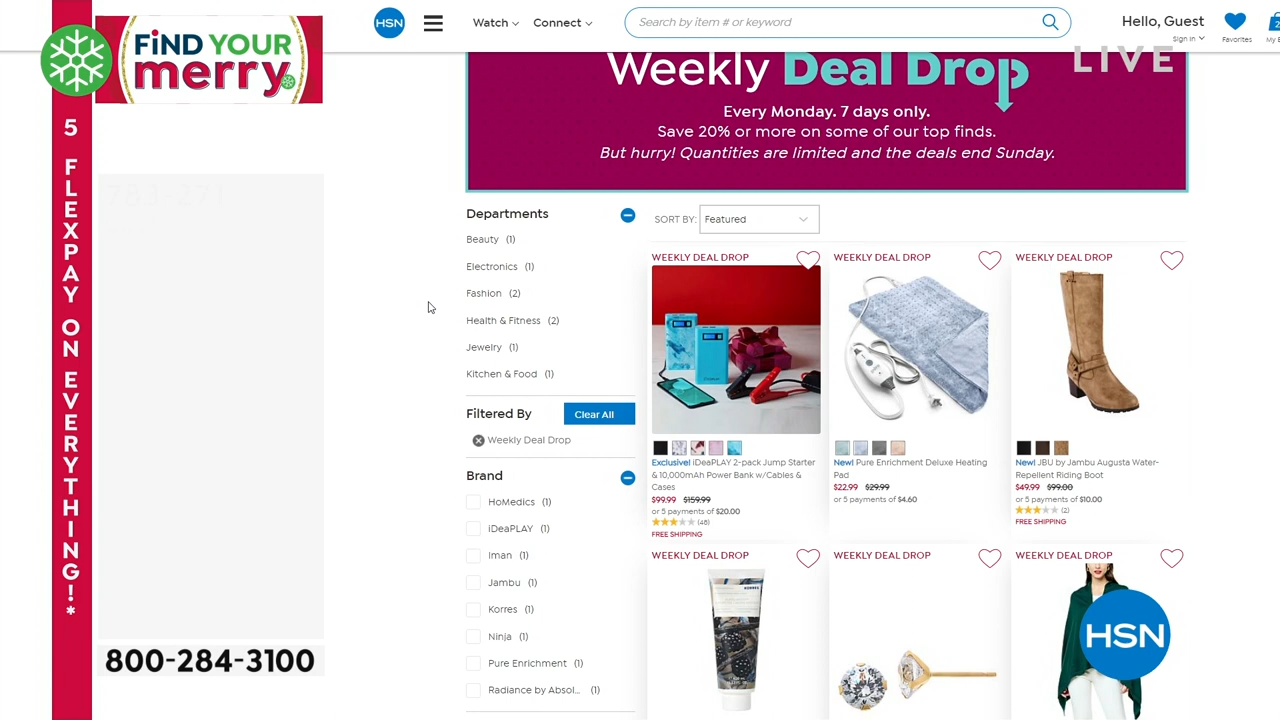 FiND YOUR
merry
5 FLEXPAY ON EVERYTHING!*
800-284-3100
HSN
Watch
Connect
Search by item # or keyword
Hello, Guest
Sign In
Favorites
LIVE
Weekly Deal Drop
Every Monday. 7 days only.
Save 20% or more on some of our top finds.
But hurry! Quantities are limited and the deals end Sunday.
Departments
Beauty (1)
Electronics (1)
Fashion (2)
Health & Fitness (2)
Jewelry (1)
Kitchen & Food (1)
Filtered By
Clear All
Weekly Deal Drop
Brand
HoMedics (1)
iDeaPLAY (1)
Iman (1)
Jambu (1)
Korres (1)
Ninja (1)
Pure Enrichment (1)
Radiance by Absol... (1)
SORT BY: Featured
WEEKLY DEAL DROP
Exclusive! iDeaPLAY 2-pack Jump Starter
& 10,000mAh Power Bank w/Cables &
Cases
$99.99 $159.99
or 5 payments of $20.00
(48)
FREE SHIPPING
WEEKLY DEAL DROP
New! Pure Enrichment Deluxe Heating
Pad
$22.99 $29.99
or 5 payments of $4.60
WEEKLY DEAL DROP
New! JBU by Jambu Augusta Water-
Repellent Riding Boot
$49.99 $99.00
or 5 payments of $10.00
(2)
FREE SHIPPING
WEEKLY DEAL DROP
KORRES
WEEKLY DEAL DROP
WEEKLY DEAL DROP
HSN